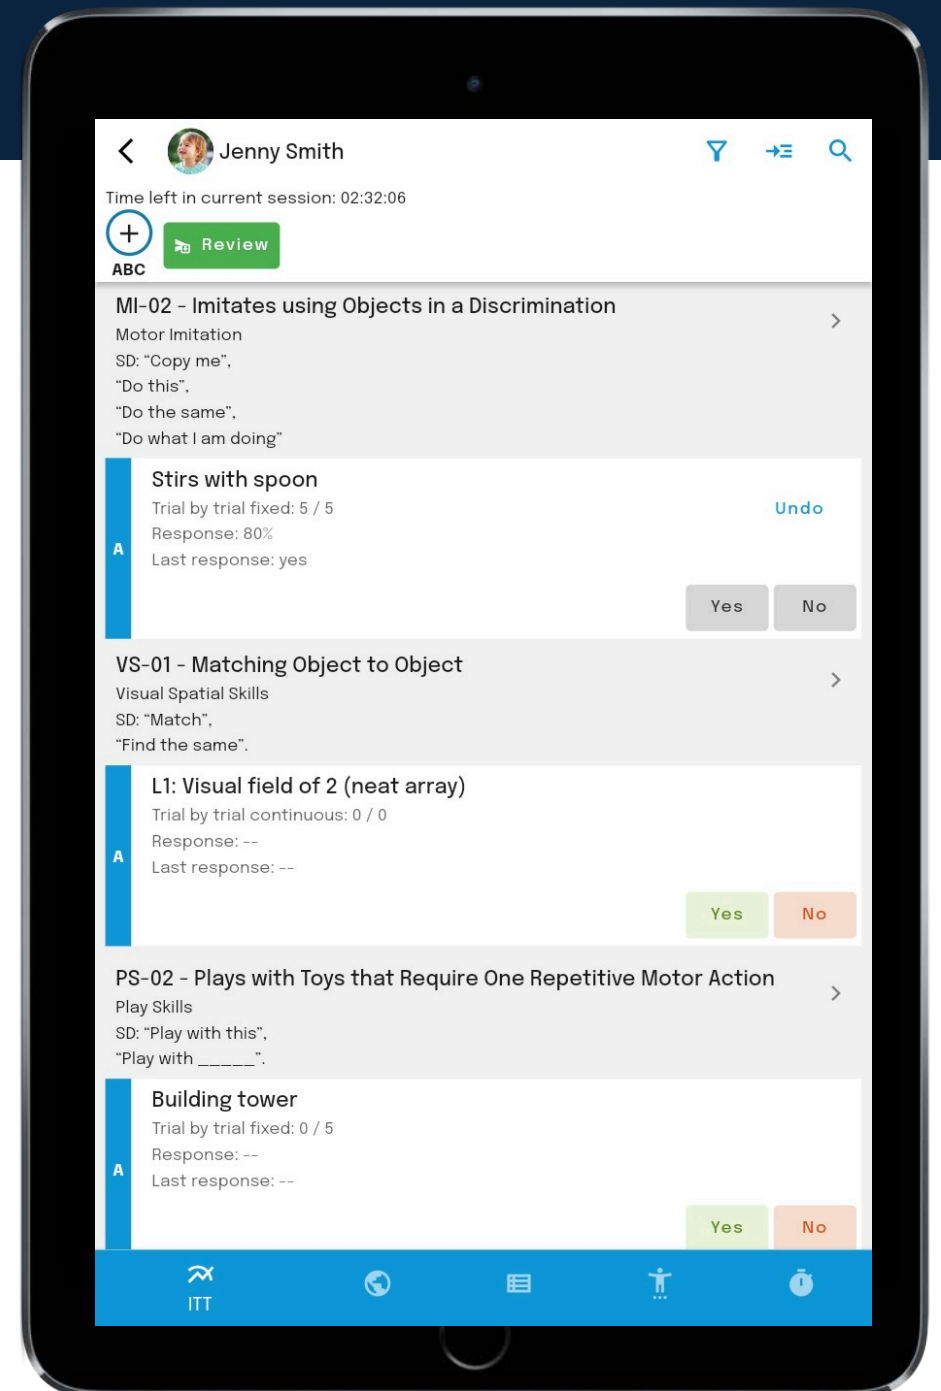 Jenny Smith
Time left in current session: 02:32:06
ABC
Review
MI-02 - Imitates using Objects in a Discrimination
Motor Imitation
SD: “Copy me”,
“Do this”,
“Do the same”,
“Do what I am doing”
A
Stirs with spoon
Trial by trial fixed: 5 / 5
Undo
Response: 80%
Last response: yes
Yes No
VS-01 - Matching Object to Object
Visual Spatial Skills
SD: “Match”,
“Find the same”.
A
L1: Visual field of 2 (neat array)
Trial by trial continuous: 0 / 0
Response: --
Last response: --
Yes No
PS-02 - Plays with Toys that Require One Repetitive Motor Action
Play Skills
SD: “Play with this”,
“Play with _____”.
A
Building tower
Trial by trial fixed: 0 / 5
Response: --
Last response: --
Yes No
ITT